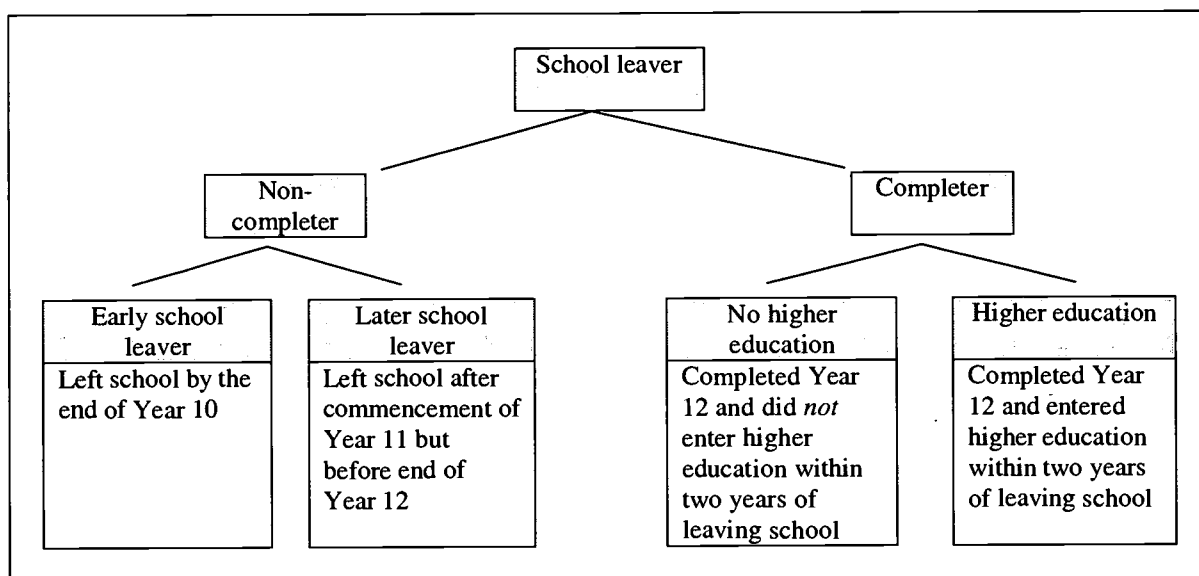 School leaver
Non-
completer
Completer
Early school
leaver
Left school by the
end of Year 10
Later school
leaver
Left school after
commencement of
Year 11 but
before end of
Year 12
No higher
education
Completed Year
12 and did not
enter higher
education within
two years of
leaving school
Higher education
Completed Year
12 and entered
higher education
within two years
of leaving school